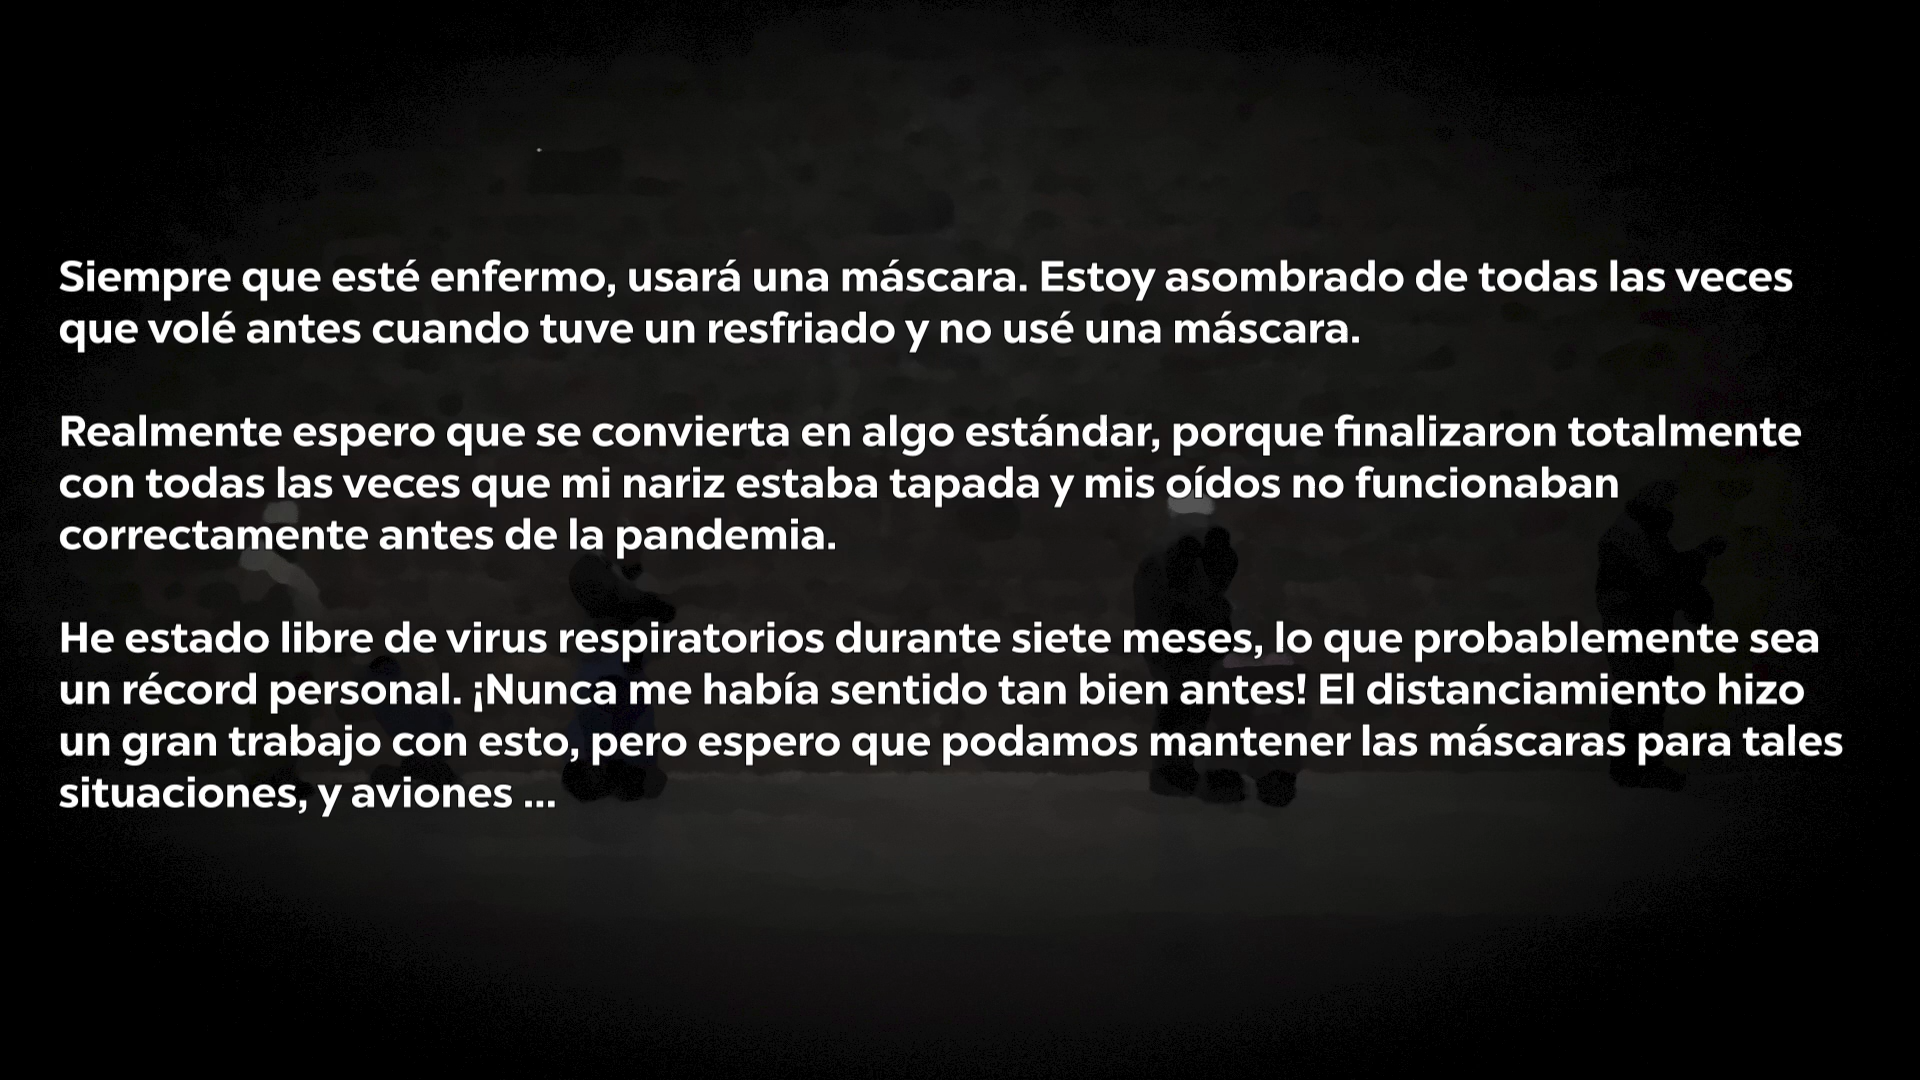 Siempre que esté enfermo, usará una máscara. Estoy asombrado de todas las veces
que volé antes cuando tuve un resfriado y no usé una máscara.
Realmente espero que se convierta en algo estándar, porque finalizaron totalmente
con todas las veces que mi nariz estaba tapada y mis oídos no funcionaban
correctamente antes de la pandemia.
He estado libre de virus respiratorios durante siete meses, lo que probablemente sea
un récord personal. ¡Nunca me había sentido tan bien antes! El distanciamiento hizo
un gran trabajo con esto, pero espero que podamos mantener las máscaras para tales
situaciones, y aviones ...